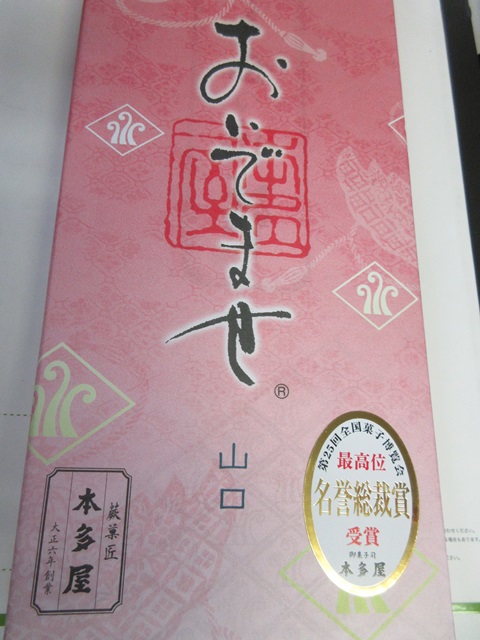 おいでませ
®
山口
蕨菓匠
本多屋
大正六年創業
第25回全国菓子博覧会
最高位
名誉総裁賞
受賞
御菓子司
本多屋